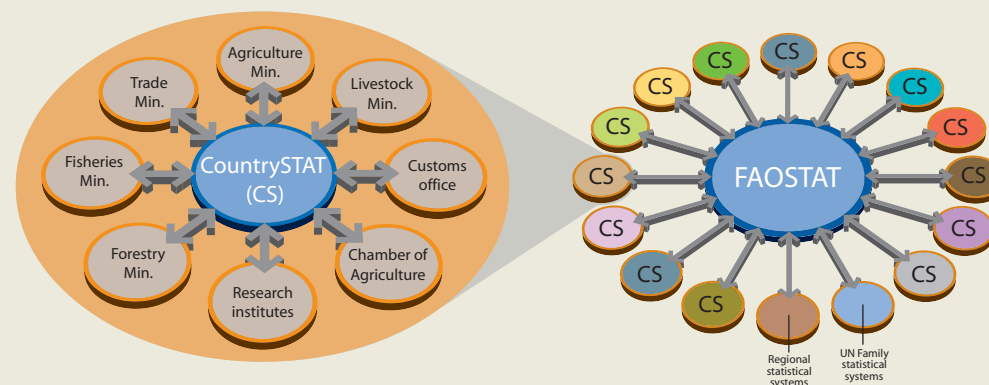 Agriculture
Min.
Livestock
Min.
Customs
office
Chamber of
Agriculture
Research
institutes
Forestry
Min.
Fisheries
Min.
Trade
Min.
CountrySTAT
(CS)
FAOSTAT
CS
CS
CS
CS
CS
CS
CS
CS
CS
CS
CS
CS
CS
CS
Regional
statistical
systems
UN Family
statistical
systems